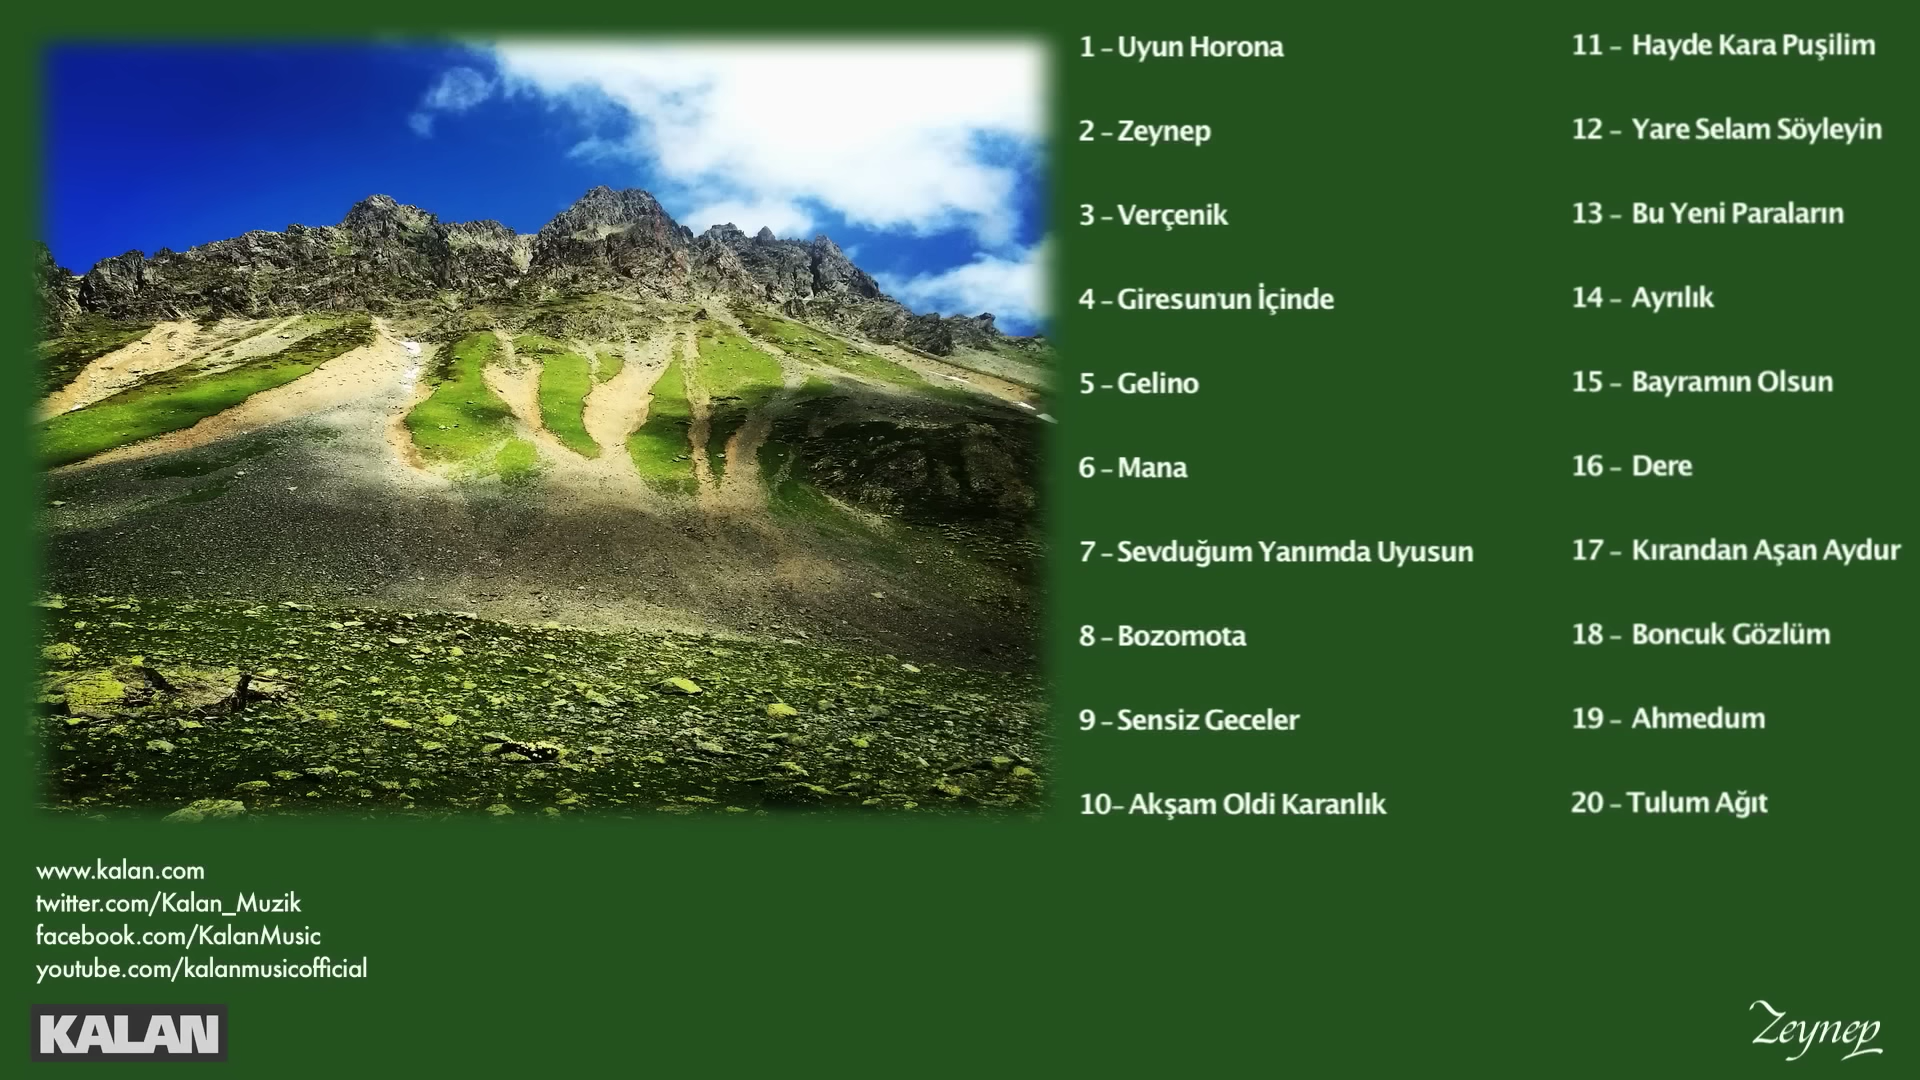 1 – Uyun Horona
2 – Zeynep
3 – Verçenik
4 – Giresun'un İçinde
5 – Gelino
6 – Mana
7 – Sevduğum Yanımda Uyusun
8 – Bozomota
9 – Sensiz Geceler
10– Akşam Oldi Karanlık
11 – Hayde Kara Puşilim
12 – Yare Selam Söyleyin
13 – Bu Yeni Paraların
14 – Ayrılık
15 – Bayramın Olsun
16 – Dere
17 – Kırandan Aşan Aydur
18 – Boncuk Gözlüm
19 – Ahmedum
20 – Tulum Ağıt
www.kalan.com
twitter.com/Kalan_Muzik
facebook.com/KalanMusic
youtube.com/kalanmusicofficial
KALAN
Zeynep